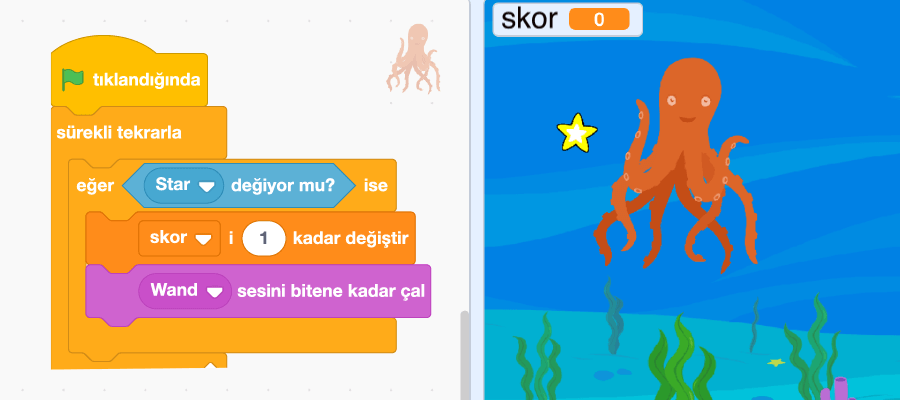 tıklandığında
sürekli tekrarla
eğer Star değiyor mu? ise
skor i 1 kadar değiştir
Wand sesini bitene kadar çal
skor 0